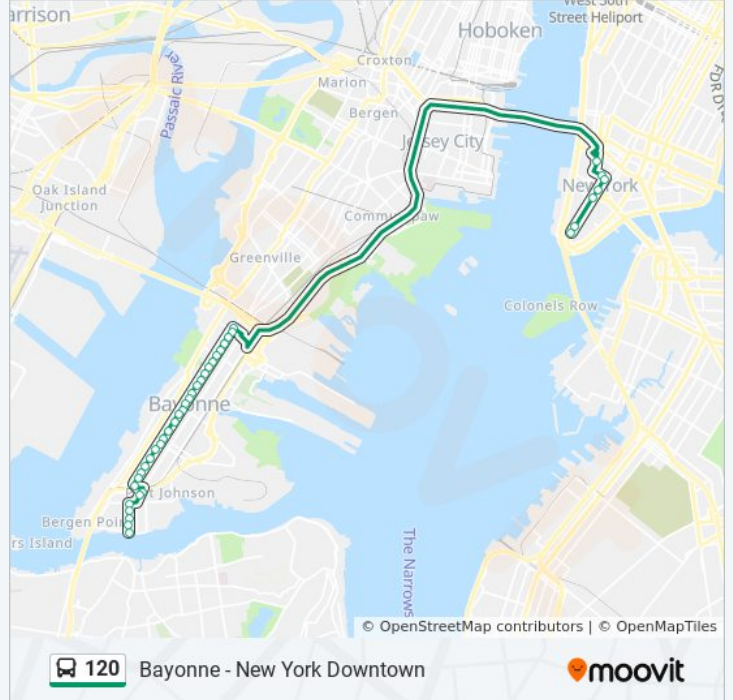 arrison
West 30th
Street Heliport
Hoboken
Croxton
Marion
Passaic River
FDR Dri
Bergen
Jersey City
Oak Island
Junction
New York
Communipaw
Greenville
Colonels Row
Bayonne
Port Johnson
Bergen Point
rs Island
The Narrows
© OpenStreetMap contributors | © OpenMapTiles
120 Bayonne - New York Downtown
moovit